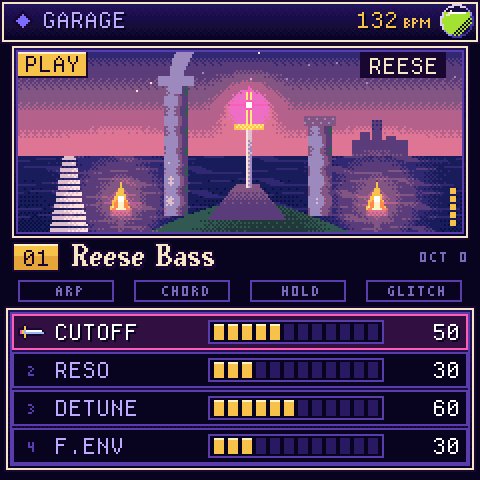 GARAGE 132 BPM
PLAY REESE
01 Reese Bass OCT 0
ARP CHORD HOLD GLITCH
CUTOFF 50
2 RESO 30
3 DETUNE 60
4 F.ENV 30